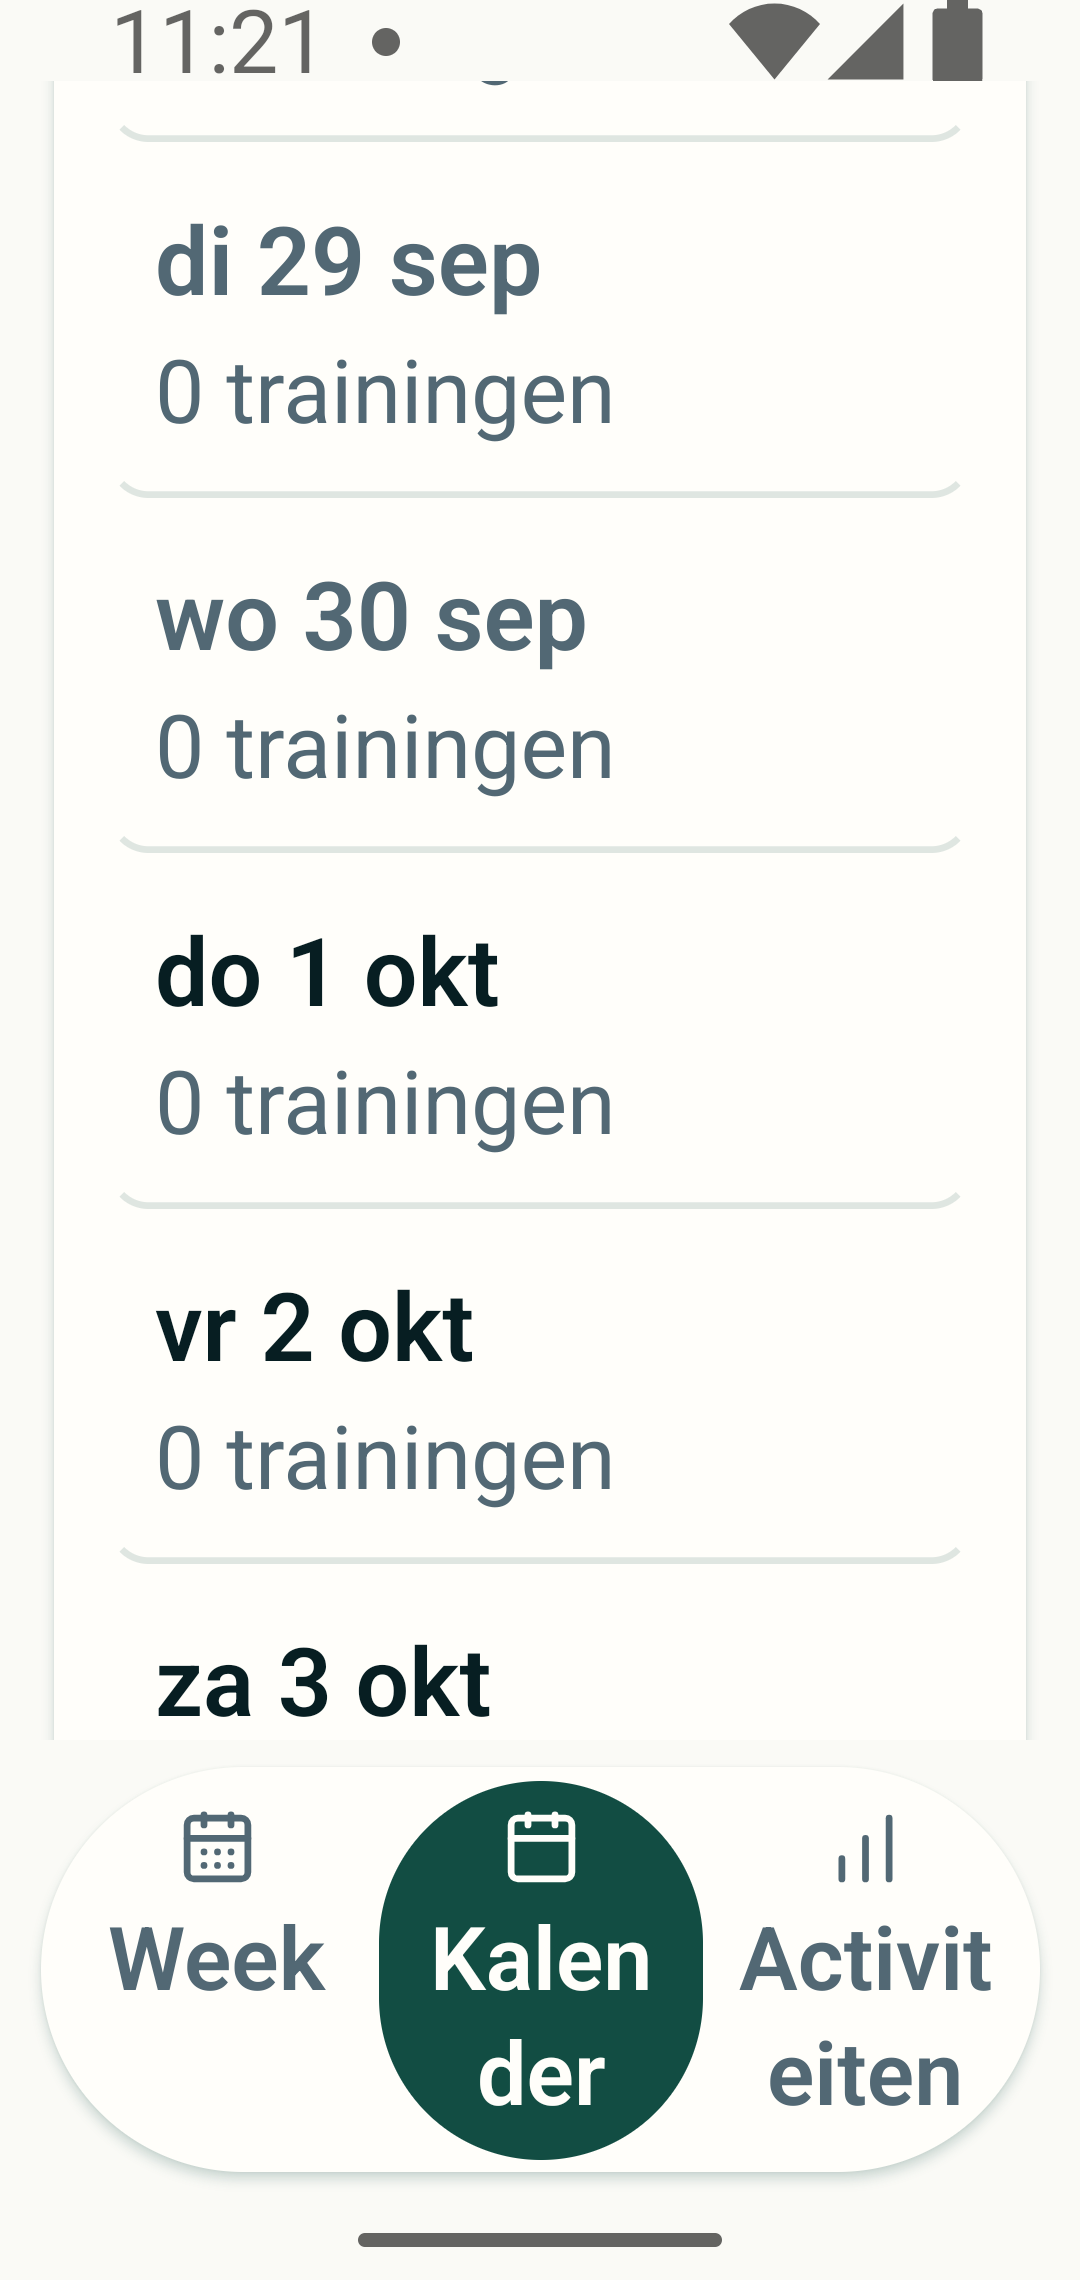 11:21
di 29 sep
0 trainingen
wo 30 sep
0 trainingen
do 1 okt
0 trainingen
vr 2 okt
0 trainingen
za 3 okt
Week
Kalen
der
Activit
eiten